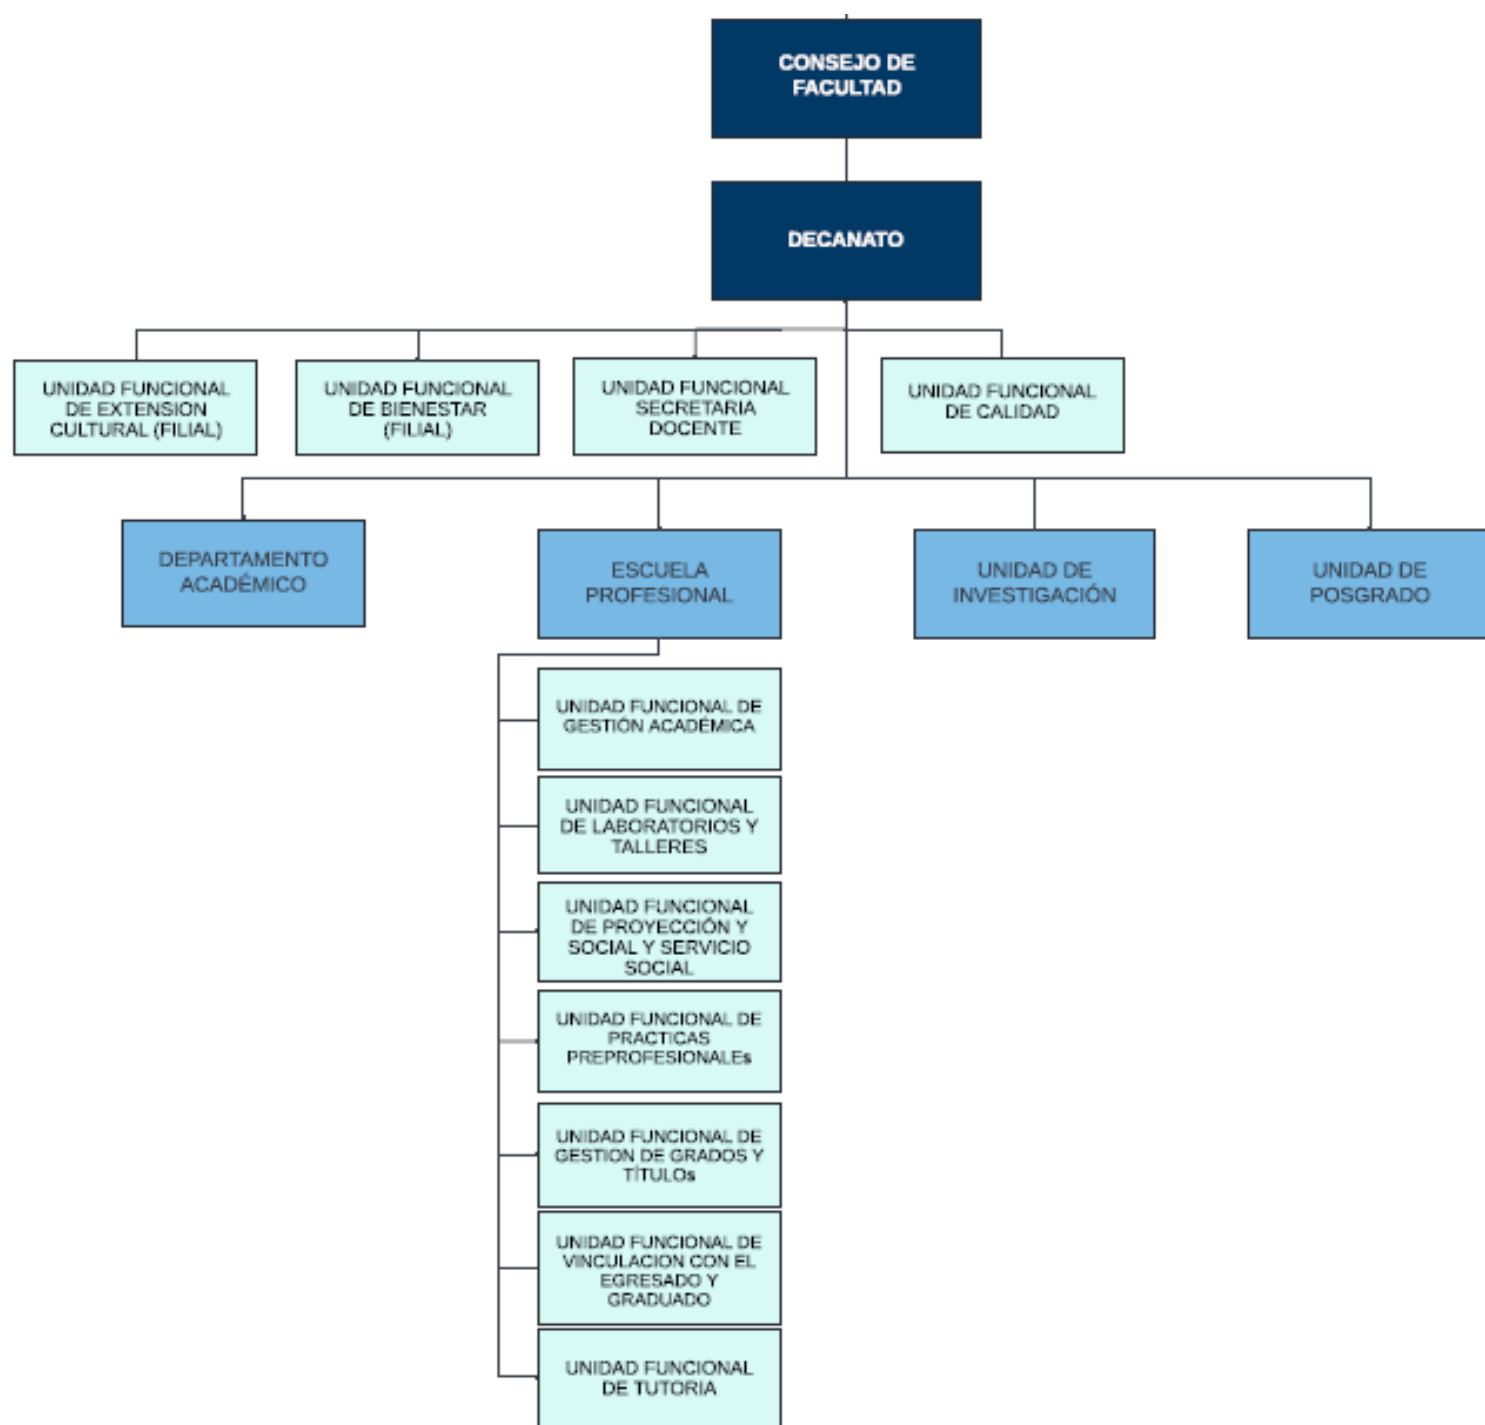 CONSEJO DE
FACULTAD
DECANATO
UNIDAD FUNCIONAL
DE EXTENSION
CULTURAL (FILIAL)
UNIDAD FUNCIONAL
DE BIENESTAR
(FILIAL)
UNIDAD FUNCIONAL
SECRETARIA
DOCENTE
UNIDAD FUNCIONAL
DE CALIDAD
DEPARTAMENTO
ACADÉMICO
ESCUELA
PROFESIONAL
UNIDAD DE
INVESTIGACIÓN
UNIDAD DE
POSGRADO
UNIDAD FUNCIONAL DE
GESTIÓN ACADÉMICA
UNIDAD FUNCIONAL
DE LABORATORIOS Y
TALLERES
UNIDAD FUNCIONAL
DE PROYECCIÓN Y
SOCIAL Y SERVICIO
SOCIAL
UNIDAD FUNCIONAL DE
PRACTICAS
PREPROFESIONALEs
UNIDAD FUNCIONAL DE
GESTION DE GRADOS Y
TÍTULOs
UNIDAD FUNCIONAL DE
VINCULACION CON EL
EGRESADO Y
GRADUADO
UNIDAD FUNCIONAL
DE TUTORIA